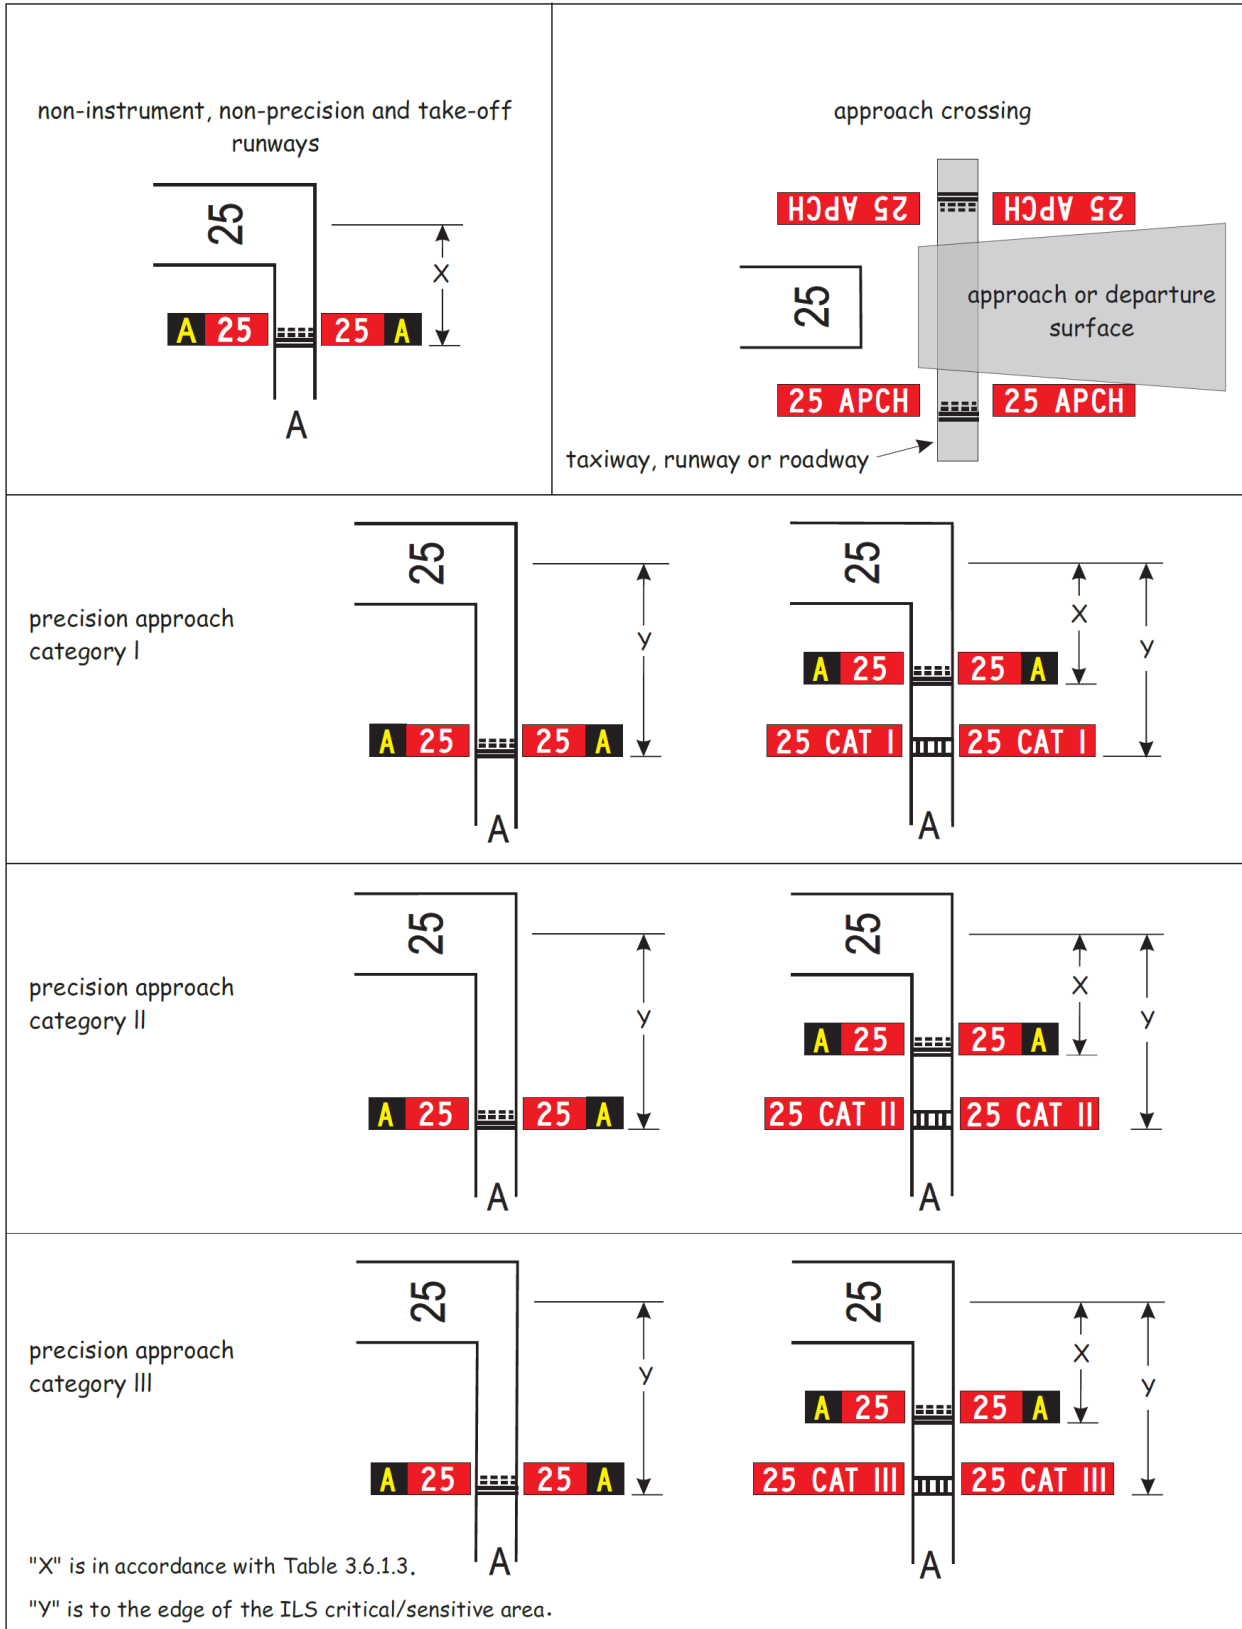 non-instrument, non-precision and take-off
runways
25
X
A 25
25 A
A
approach crossing
25 APCH
25 APCH
25
approach or departure
surface
25 APCH
25 APCH
taxiway, runway or roadway
precision approach
category I
25
Y
A 25
25 A
A
25
X
Y
A 25
25 A
25 CAT I
25 CAT I
A
precision approach
category II
25
Y
A 25
25 A
A
25
X
Y
A 25
25 A
25 CAT II
25 CAT II
A
precision approach
category III
25
Y
A 25
25 A
A
25
X
Y
A 25
25 A
25 CAT III
25 CAT III
A
"X" is in accordance with Table 3.6.1.3.
"Y" is to the edge of the ILS critical/sensitive area.